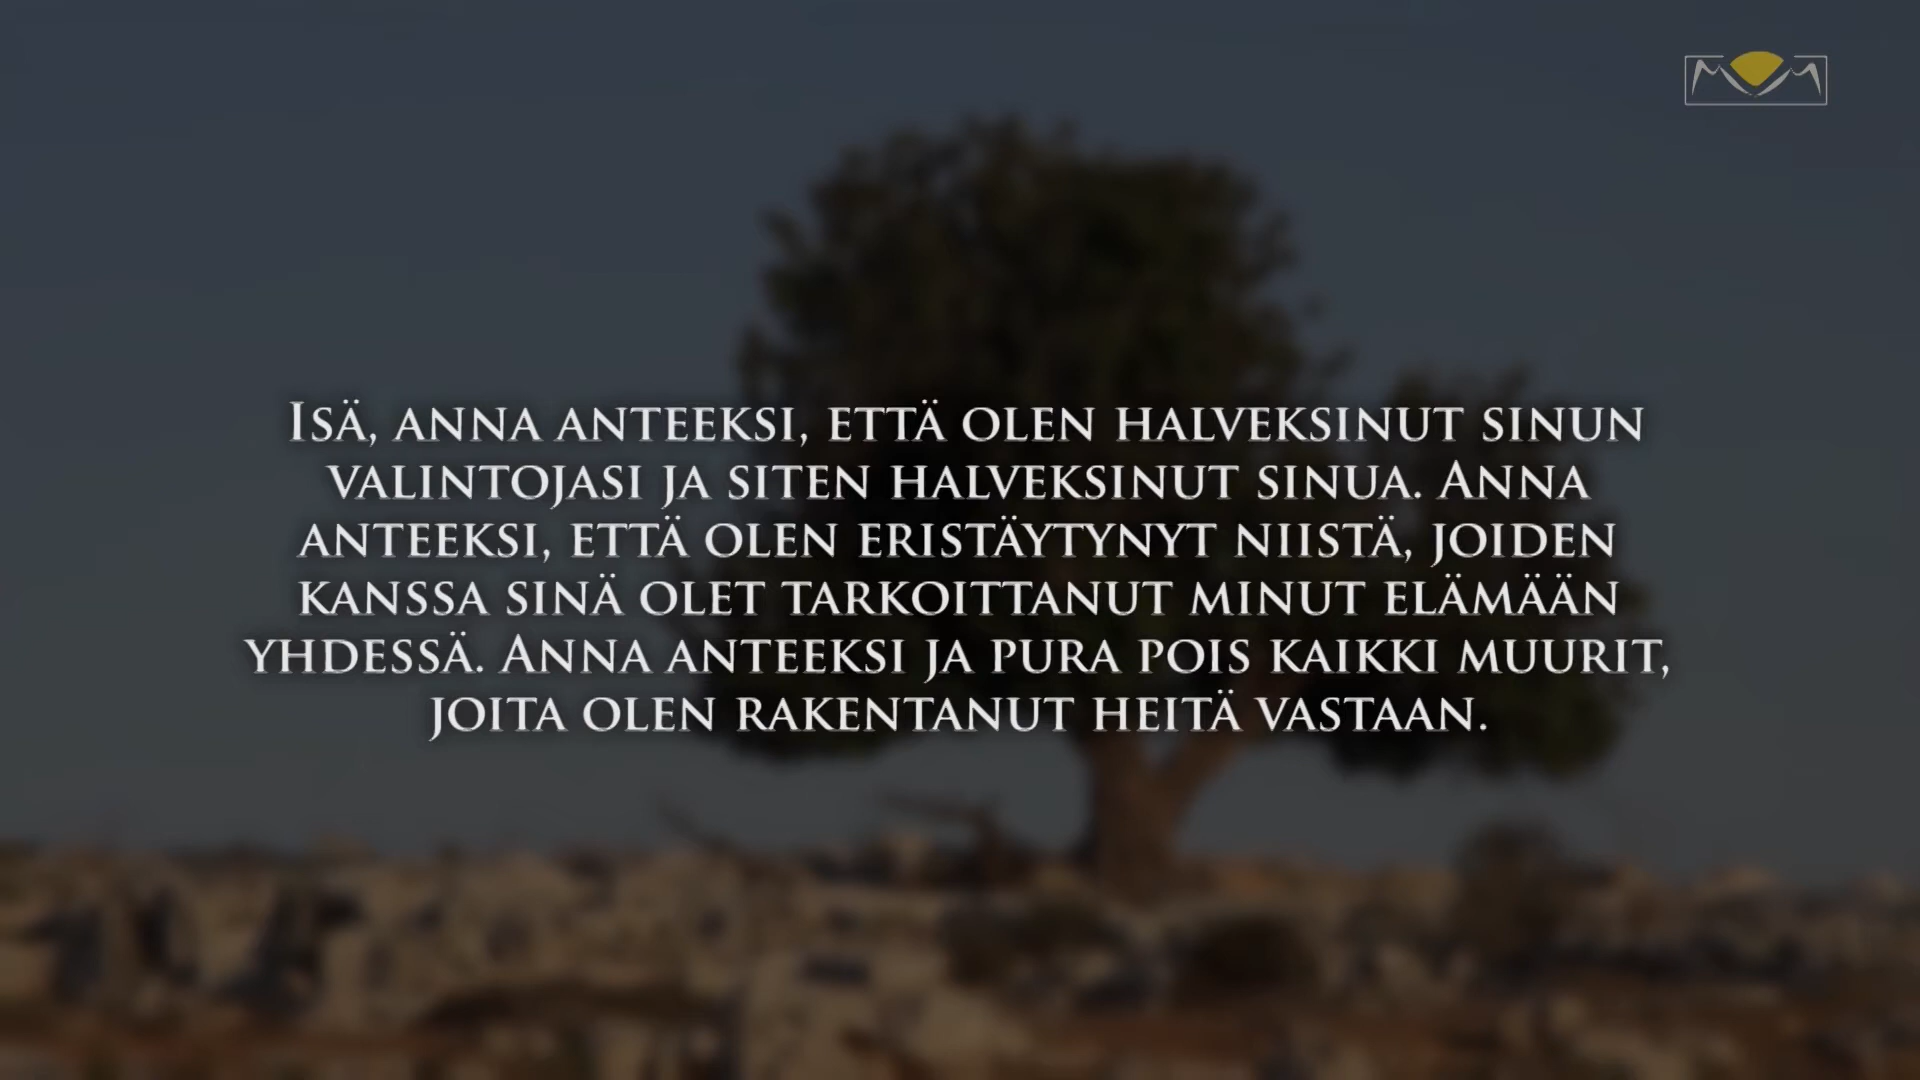 Isä, anna anteeksi, että olen halveksinut sinun
valintojasi ja siten halveksinut sinua. Anna
anteeksi, että olen eristäytynyt niistä, joiden
kanssa sinä olet tarkoittanut minut elämään
yhdessä. Anna anteeksi ja pura pois kaikki muurit,
joita olen rakentanut heitä vastaan.